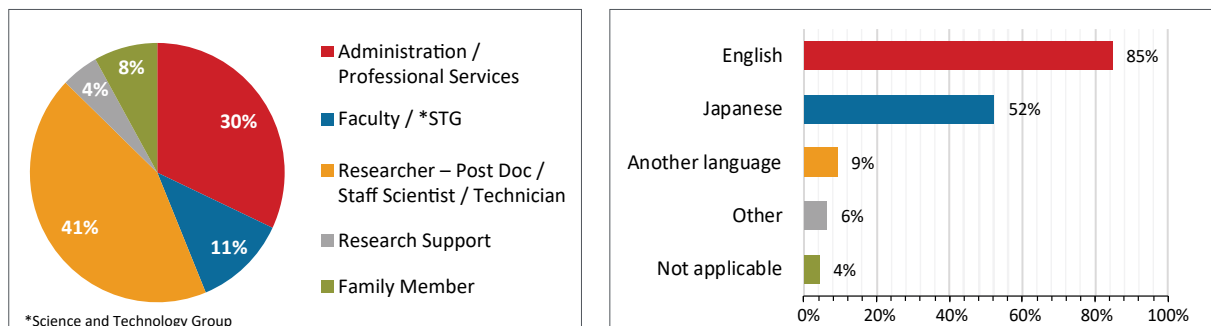 8%
4%
30%
41%
11%
Administration /
Professional Services
Faculty / *STG
Researcher – Post Doc /
Staff Scientist / Technician
Research Support
Family Member
*Science and Technology Group
English
85%
Japanese
52%
Another language
9%
Other
6%
Not applicable
4%
0% 20% 40% 60% 80% 100%